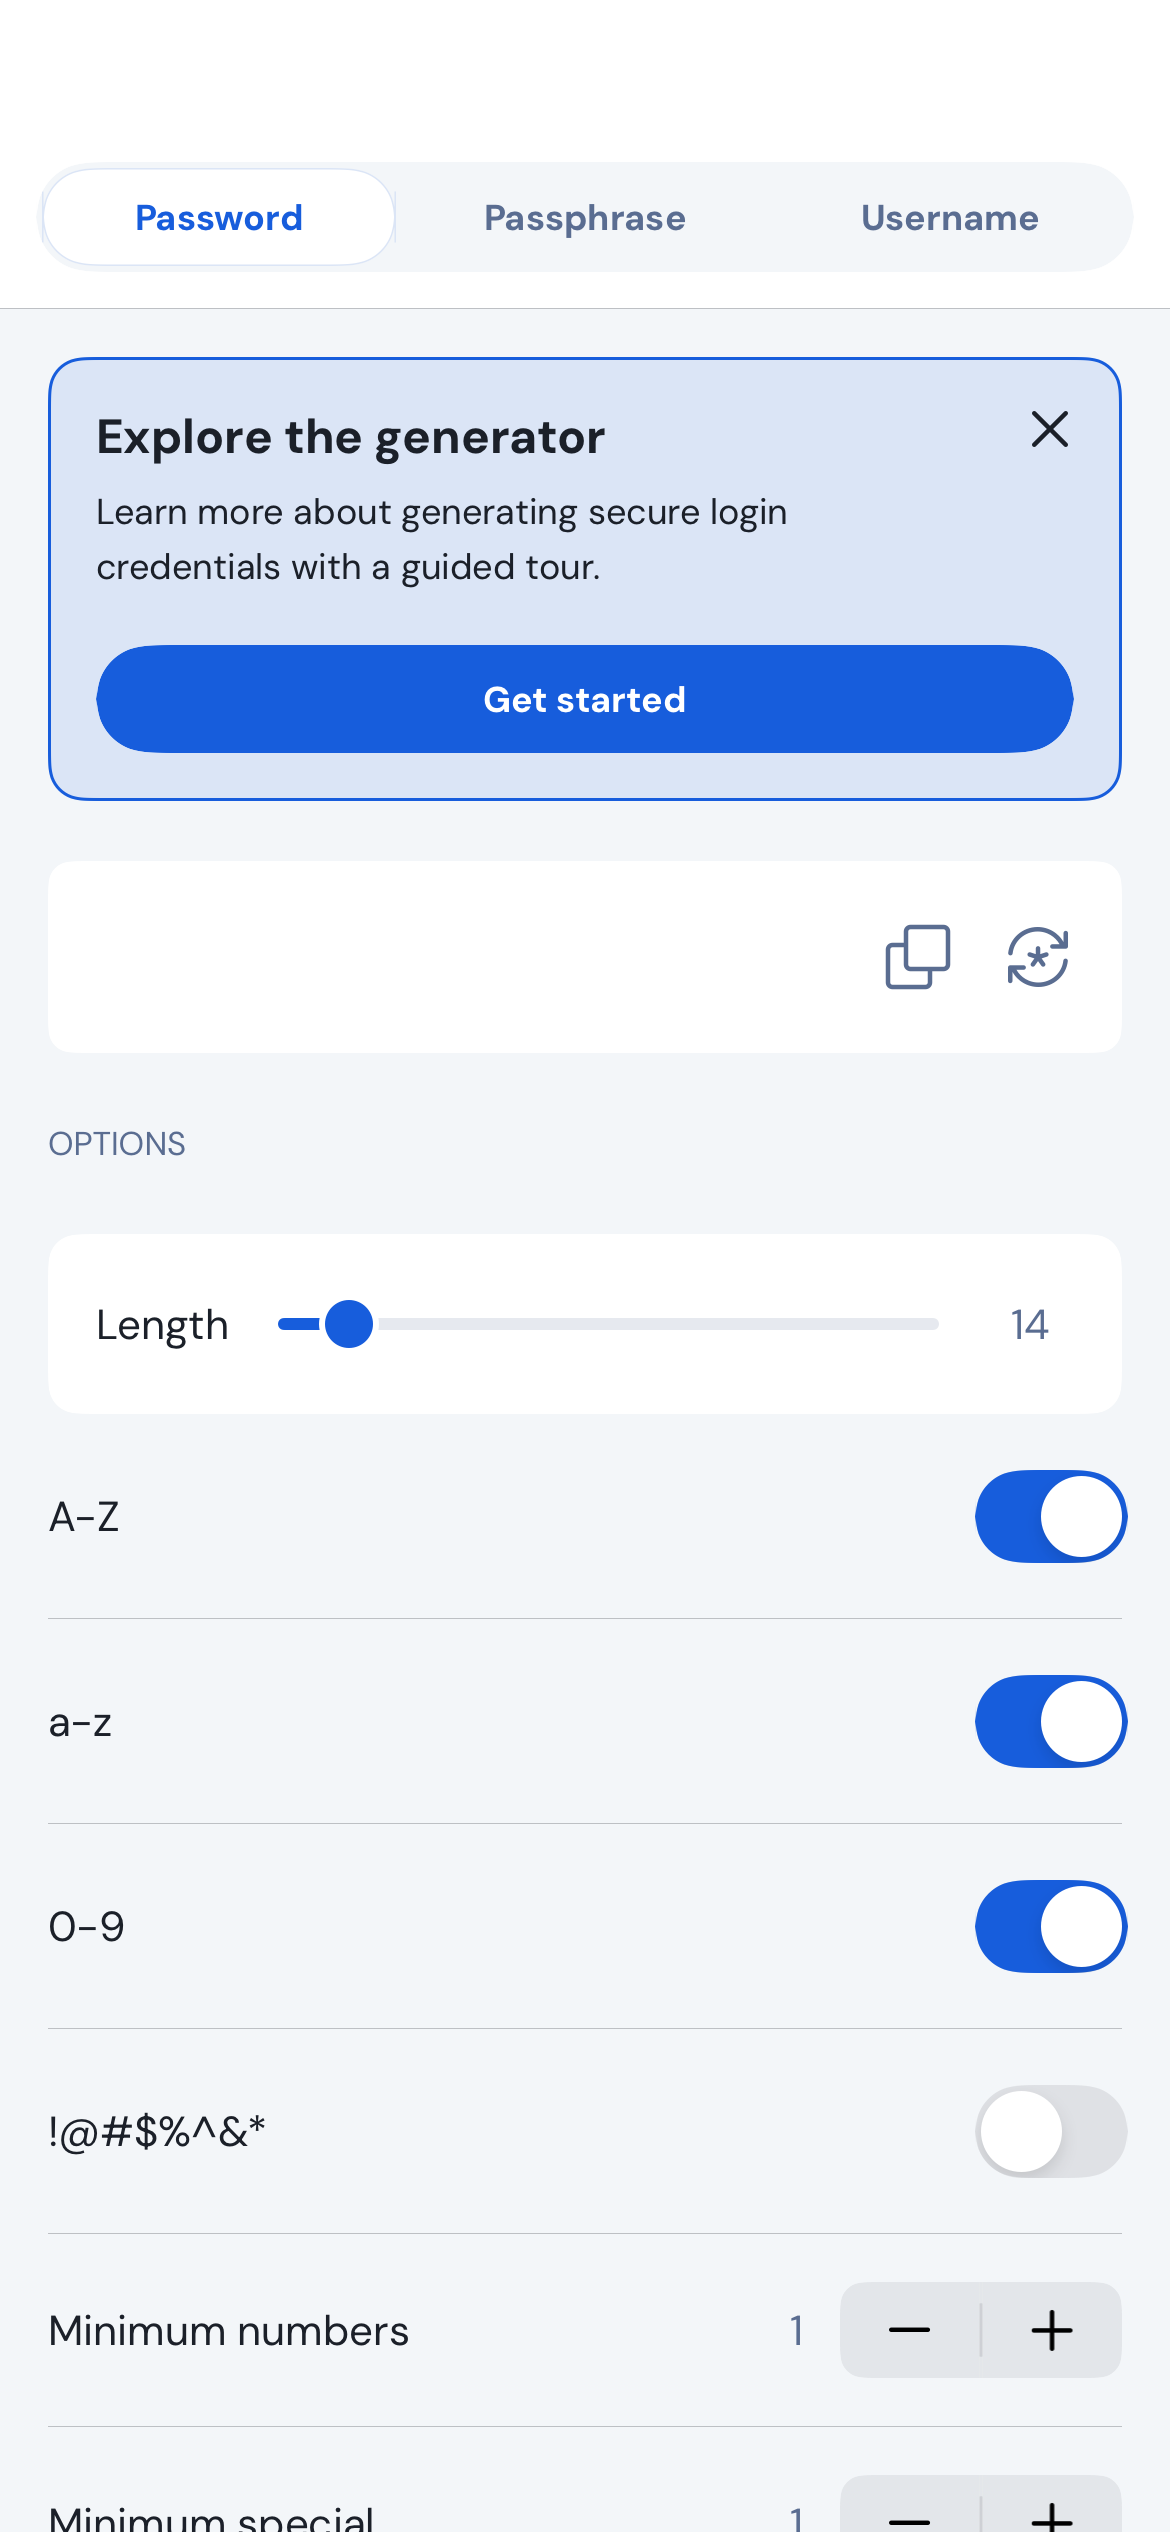 Password
Passphrase
Username
Explore the generator
Learn more about generating secure login
credentials with a guided tour.
Get started
OPTIONS
Length
14
A-Z
a-z
0-9
!@#$%^&*
Minimum numbers
1
Minimum special
1